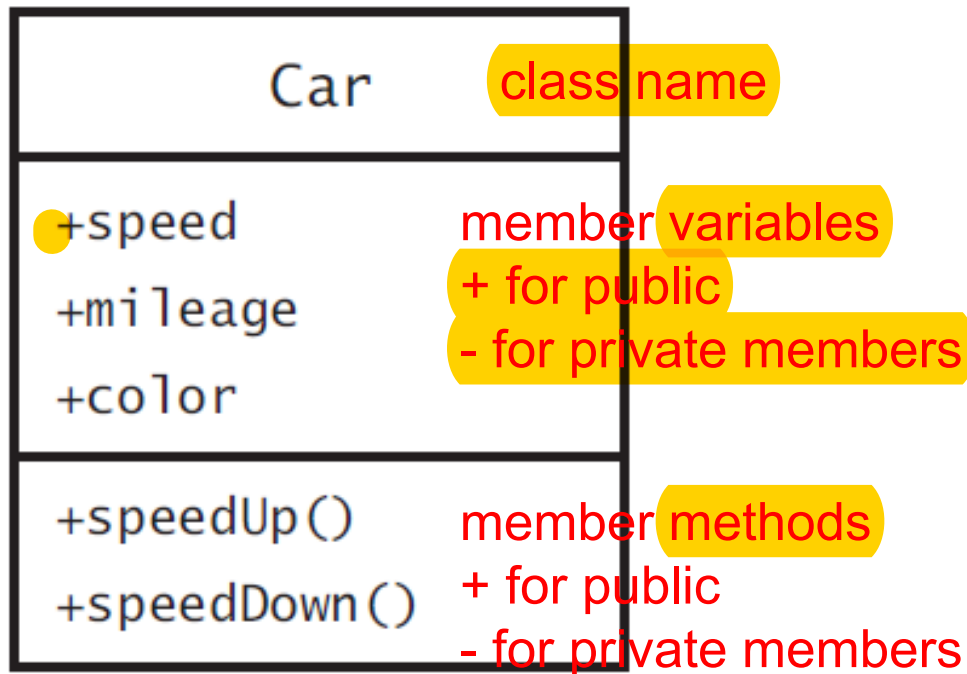 Car class name
+speed member variables
+mileage + for public
- for private members
+color
+speedUp() member methods
+speedDown() + for public
- for private members